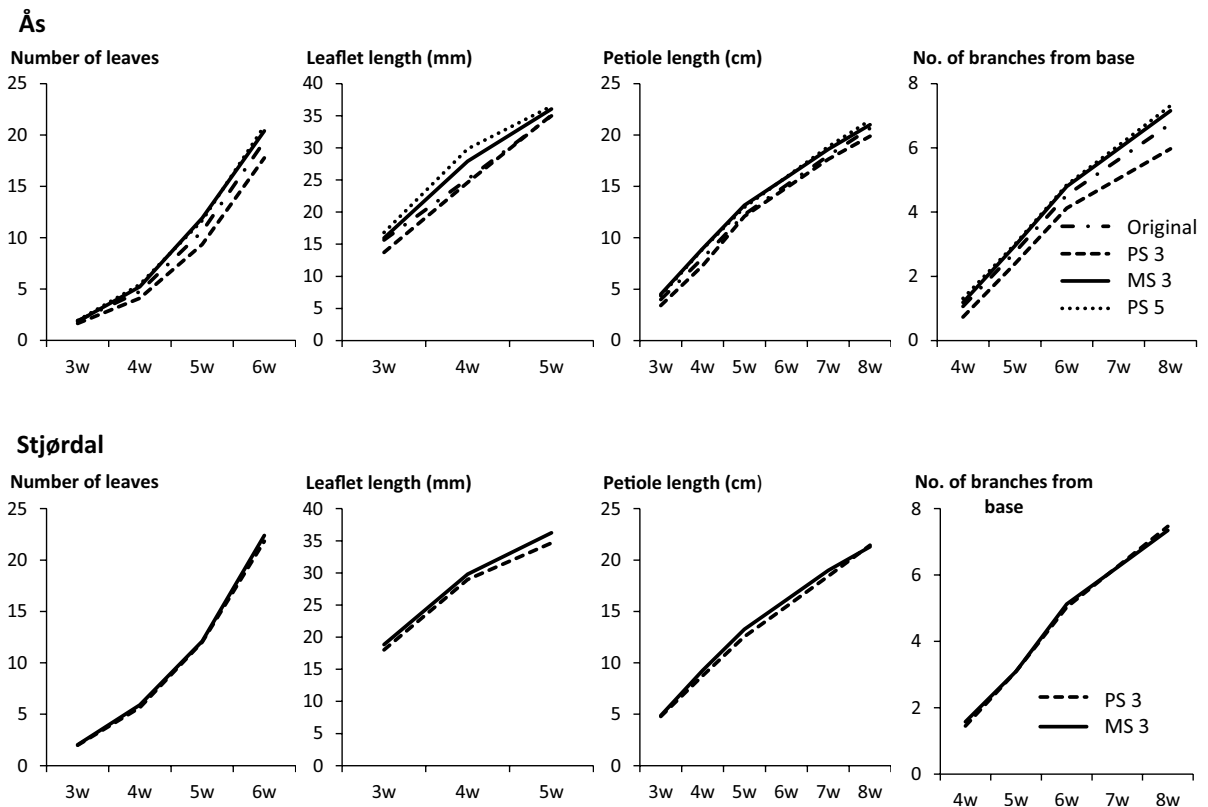 Ås
Number of leaves
25
20
15
10
5
0
3w 4w 5w 6w
Leaflet length (mm)
40
35
30
25
20
15
10
5
0
3w 4w 5w
Petiole length (cm)
25
20
15
10
5
0
3w 4w 5w 6w 7w 8w
No. of branches from base
8
6
4
2
0
4w 5w 6w 7w 8w
Original
PS 3
MS 3
PS 5
Stjørdal
Number of leaves
25
20
15
10
5
0
3w 4w 5w 6w
Leaflet length (mm)
40
35
30
25
20
15
10
5
0
3w 4w 5w
Petiole length (cm)
25
20
15
10
5
0
3w 4w 5w 6w 7w 8w
No. of branches from
base
8
6
4
2
0
4w 5w 6w 7w 8w
PS 3
MS 3